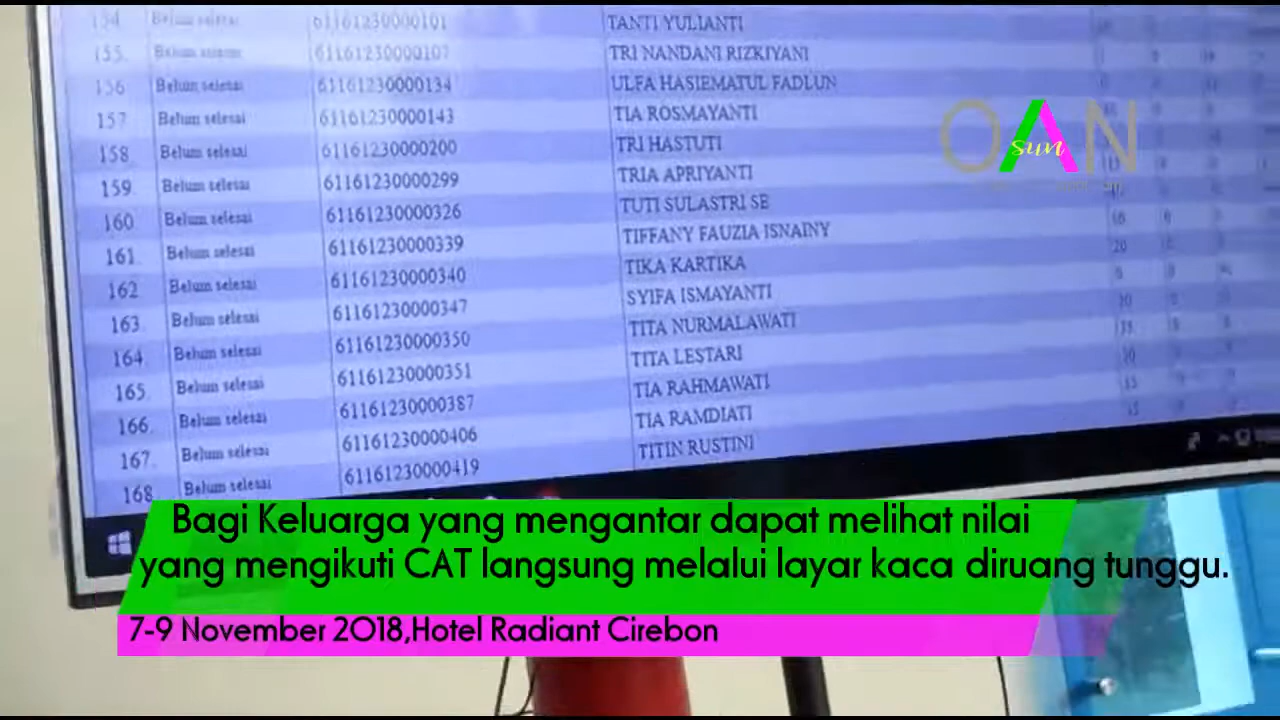 154. Belum selesai 61161230000101 TANTI YULIANTI
155. Belum selesai 61161230000107 TRI NANDANI RIZKIYANI
156. Belum selesai 61161230000134 ULFA HASIEMATUL FADLUN
157. Belum selesai 61161230000143 TIA ROSMAYANTI
158. Belum selesai 61161230000200 TRI HASTUTI
159. Belum selesai 61161230000299 TRIA APRIYANTI
160. Belum selesai 61161230000326 TUTI SULASTRI SE
161. Belum selesai 61161230000339 TIFFANY FAUZIA ISNAINY
162. Belum selesai 61161230000340 TIKA KARTIKA
163. Belum selesai 61161230000347 SYIFA ISMAYANTI
164. Belum selesai 61161230000350 TITA NURMALAWATI
165. Belum selesai 61161230000351 TITA LESTARI
166. Belum selesai 61161230000387 TIA RAHMAWATI
167. Belum selesai 61161230000406 TIA RAMDIATI
168. Belum selesai 61161230000419 TITIN RUSTINI
OAN
sun
Bagi Keluarga yang mengantar dapat melihat nilai
yang mengikuti CAT langsung melalui layar kaca diruang tunggu.
7-9 November 2018,Hotel Radiant Cirebon